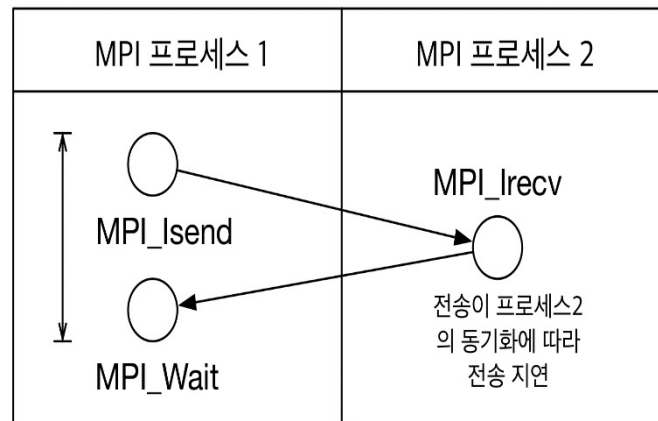 MPI 프로세스 1
MPI 프로세스 2
MPI_Isend
MPI_Wait
MPI_Irecv
전송이 프로세스2
의 동기화에 따라
전송 지연